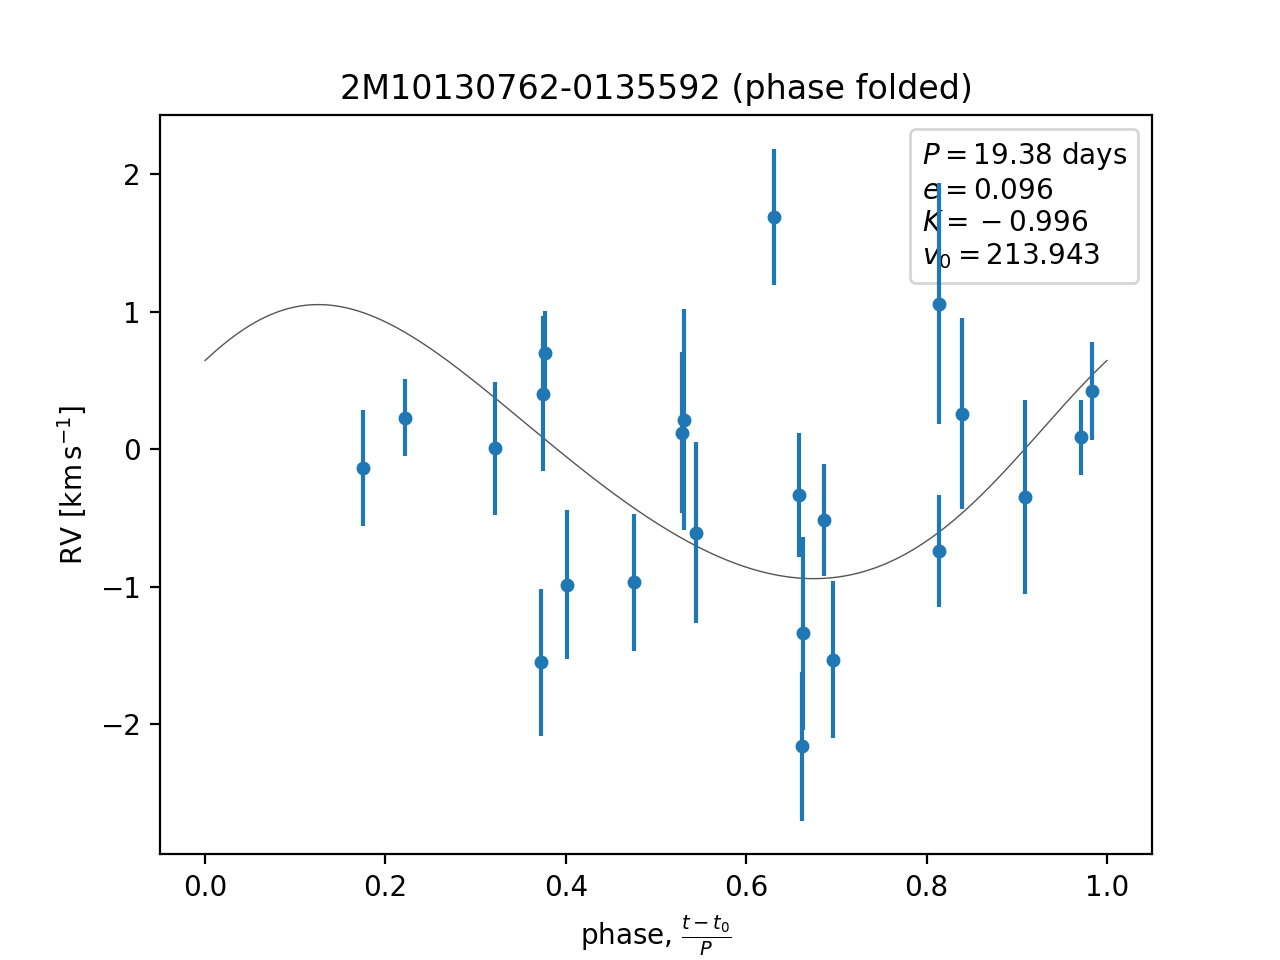 2M10130762-0135592 (phase folded)
P = 19.38 days
e = 0.096
K = −0.996
v₀ = 213.943
2
1
0
−1
−2
RV [km s⁻¹]
0.0 0.2 0.4 0.6 0.8 1.0
phase, (t − t₀)/P